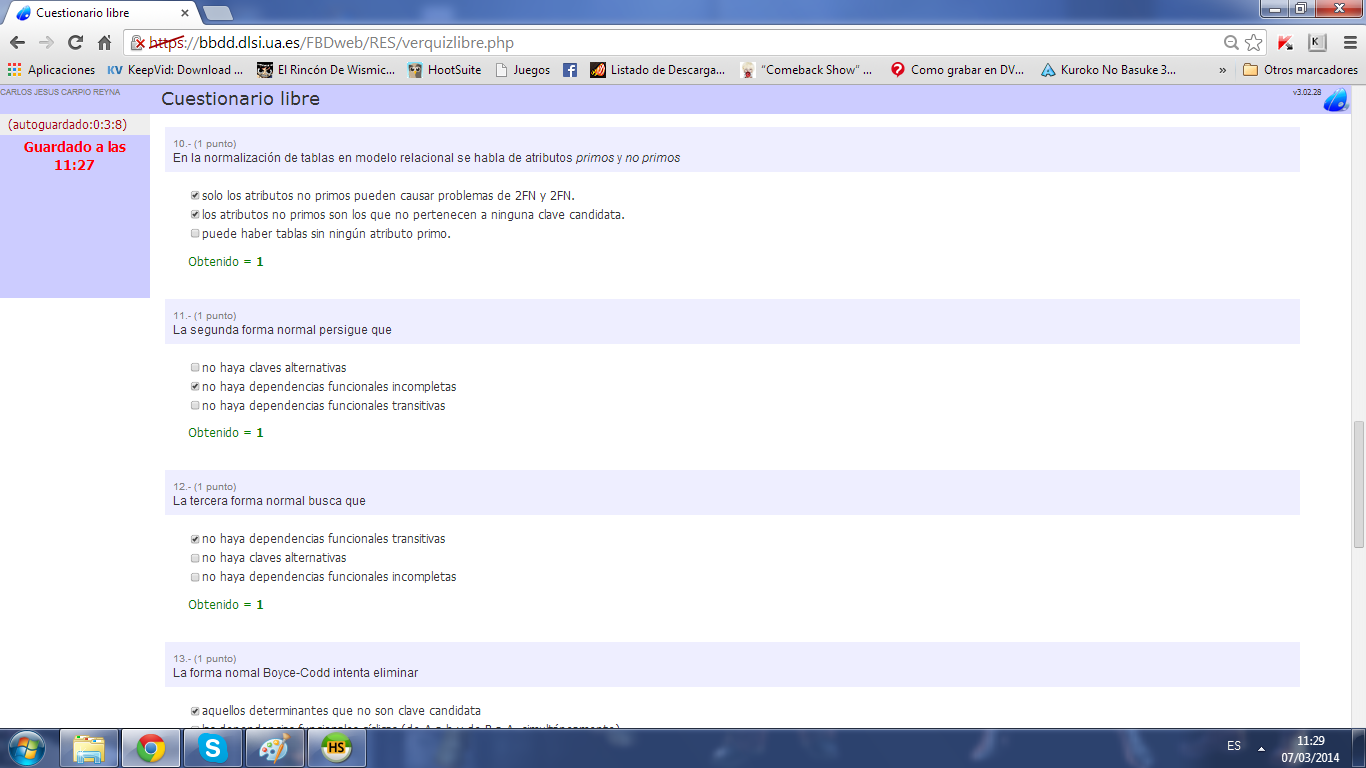 Cuestionario libre
https://bbdd.dlsi.ua.es/FBDweb/RES/verquizlibre.php
Aplicaciones KV KeepVid: Download ... El Rincón De Wismic... HootSuite Juegos Listado de Descarga... “Comeback Show” ... Como grabar en DV... Kuroko No Basuke 3... » Otros marcadores
CARLOS JESUS CARPIO REYNA
Cuestionario libre
v3.02.28
(autoguardado:0:3:8)
Guardado a las
11:27
10.- (1 punto)
En la normalización de tablas en modelo relacional se habla de atributos primos y no primos
solo los atributos no primos pueden causar problemas de 2FN y 2FN.
los atributos no primos son los que no pertenecen a ninguna clave candidata.
puede haber tablas sin ningún atributo primo.
Obtenido = 1
11.- (1 punto)
La segunda forma normal persigue que
no haya claves alternativas
no haya dependencias funcionales incompletas
no haya dependencias funcionales transitivas
Obtenido = 1
12.- (1 punto)
La tercera forma normal busca que
no haya dependencias funcionales transitivas
no haya claves alternativas
no haya dependencias funcionales incompletas
Obtenido = 1
13.- (1 punto)
La forma nomal Boyce-Codd intenta eliminar
aquellos determinantes que no son clave candidata
HS
ES
11:29
07/03/2014